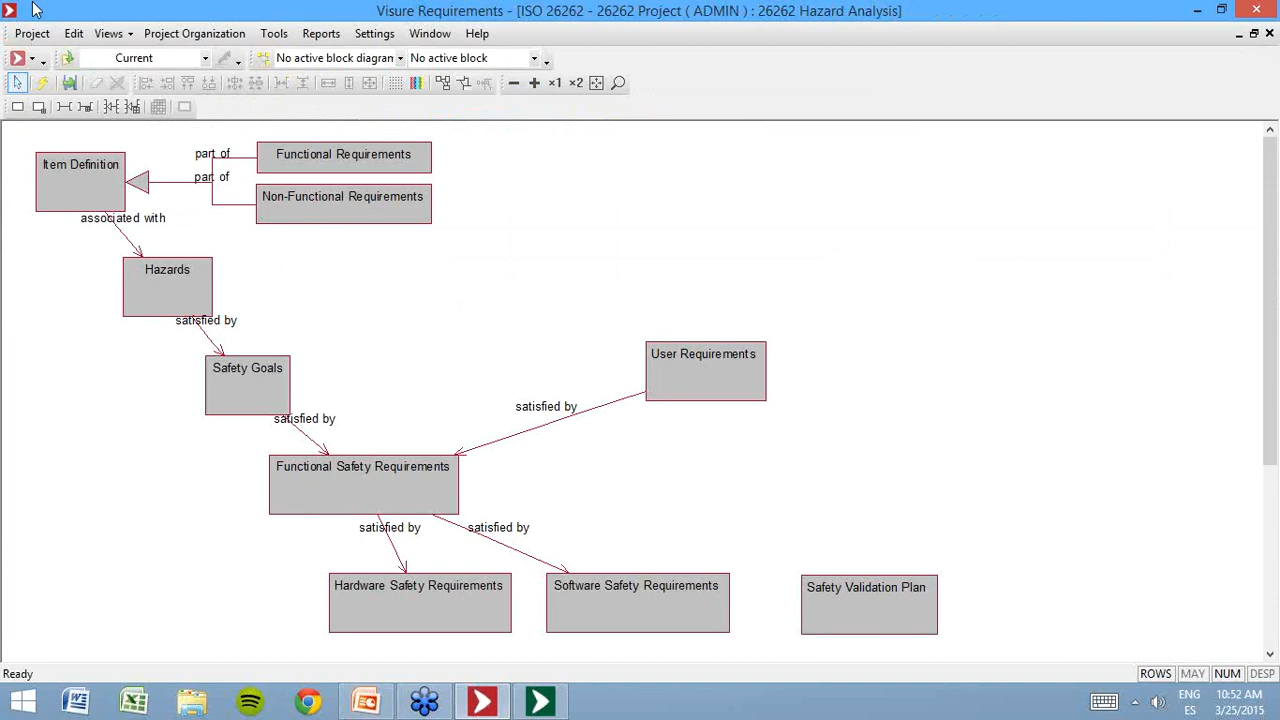 Visure Requirements - [ISO 26262 - 26262 Project ( ADMIN ) : 26262 Hazard Analysis]
Project Edit Views Project Organization Tools Reports Settings Window Help
Current No active block diagram No active block
×1 ×2
Item Definition
part of
part of
Functional Requirements
Non-Functional Requirements
associated with
Hazards
satisfied by
Safety Goals
User Requirements
satisfied by
satisfied by
Functional Safety Requirements
satisfied by satisfied by
Hardware Safety Requirements Software Safety Requirements Safety Validation Plan
Ready ROWS MAY NUM DESP
ENG 10:52 AM
ES 3/25/2015